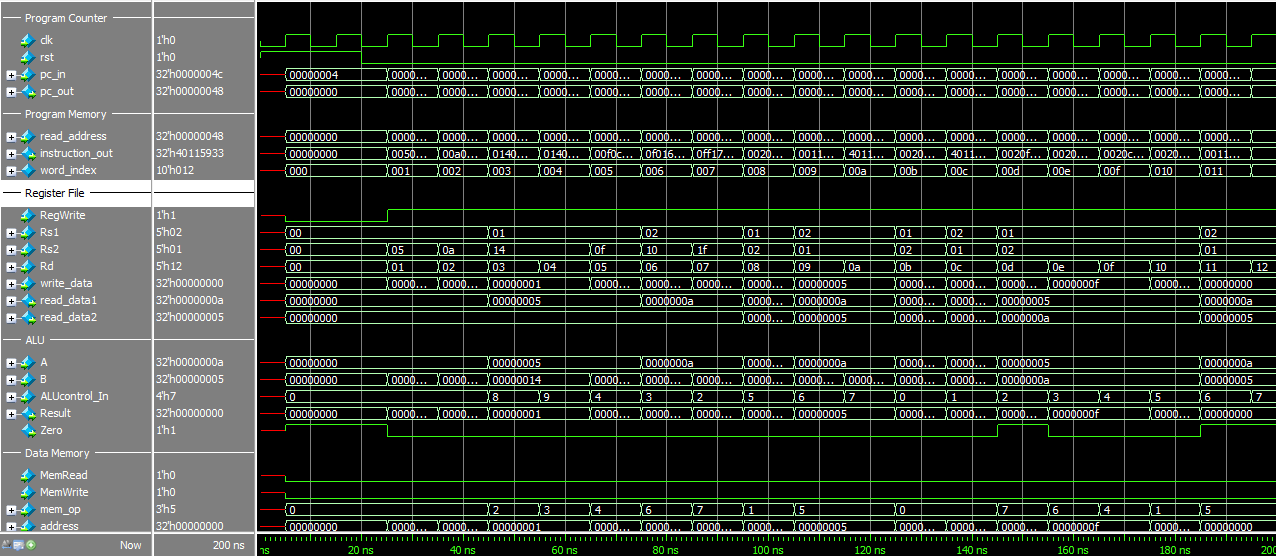 Program Counter
clk 1'h0
rst 1'h0
pc_in 32'h0000004c 00000004 0000... 0000... 0000... 0000... 0000... 0000... 0000... 0000... 0000... 0000... 0000... 0000... 0000... 0000... 0000... 0000... 0000...
pc_out 32'h00000048 00000000 0000... 0000... 0000... 0000... 0000... 0000... 0000... 0000... 0000... 0000... 0000... 0000... 0000... 0000... 0000... 0000... 0000...
Program Memory
read_address 32'h00000048 00000000 0000... 0000... 0000... 0000... 0000... 0000... 0000... 0000... 0000... 0000... 0000... 0000... 0000... 0000... 0000... 0000... 0000...
instruction_out 32'h40115933 00000000 0050... 00a0... 0140... 0140... 00f0c... 0f016... 0ff17... 0020... 0011... 4011... 0020... 4011... 0020f... 0020... 0020c... 0020... 0011...
word_index 10'h012 000 001 002 003 004 005 006 007 008 009 00a 00b 00c 00d 00e 00f 010 011
Register File
RegWrite 1'h1
Rs1 5'h02 00 01 02 01 02 01 02 01 02
Rs2 5'h01 00 05 0a 14 0f 10 1f 02 01 02 01 02 01
Rd 5'h12 00 01 02 03 04 05 06 07 08 09 0a 0b 0c 0d 0e 0f 10 11 12
write_data 32'h00000000 00000000 0000... 0000... 00000001 0000... 0000... 0000... 0000... 00000005 0000... 0000... 0000... 0000000f 0000... 00000000
read_data1 32'h0000000a 00000000 00000005 0000000a 0000... 0000000a 0000... 0000... 00000005 0000000a
read_data2 32'h00000005 00000000 0000... 00000005 0000... 0000... 0000000a 00000005
ALU
A 32'h0000000a 00000000 00000005 0000000a 0000... 0000000a 0000... 0000... 00000005 0000000a
B 32'h00000005 00000000 0000... 0000... 00000014 0000... 0000... 0000... 0000... 0000... 0000... 0000... 0000... 0000000a 00000005
ALUcontrol_In 4'h7 0 8 9 4 3 2 5 6 7 0 1 2 3 4 5 6 7
Result 32'h00000000 00000000 0000... 0000... 00000001 0000... 0000... 0000... 0000... 00000005 0000... 0000... 0000... 0000000f 0000... 00000000
Zero 1'h1
Data Memory
MemRead 1'h0
MemWrite 1'h0
mem_op 3'h5 0 2 3 4 6 7 1 5 0 7 6 4 1 5
address 32'h00000000 00000000 0000... 0000... 00000001 0000... 0000... 0000... 0000... 00000005 0000... 0000... 0000... 0000000f 0000... 00000000
Now 200 ns ns 20 ns 40 ns 60 ns 80 ns 100 ns 120 ns 140 ns 160 ns 180 ns 200